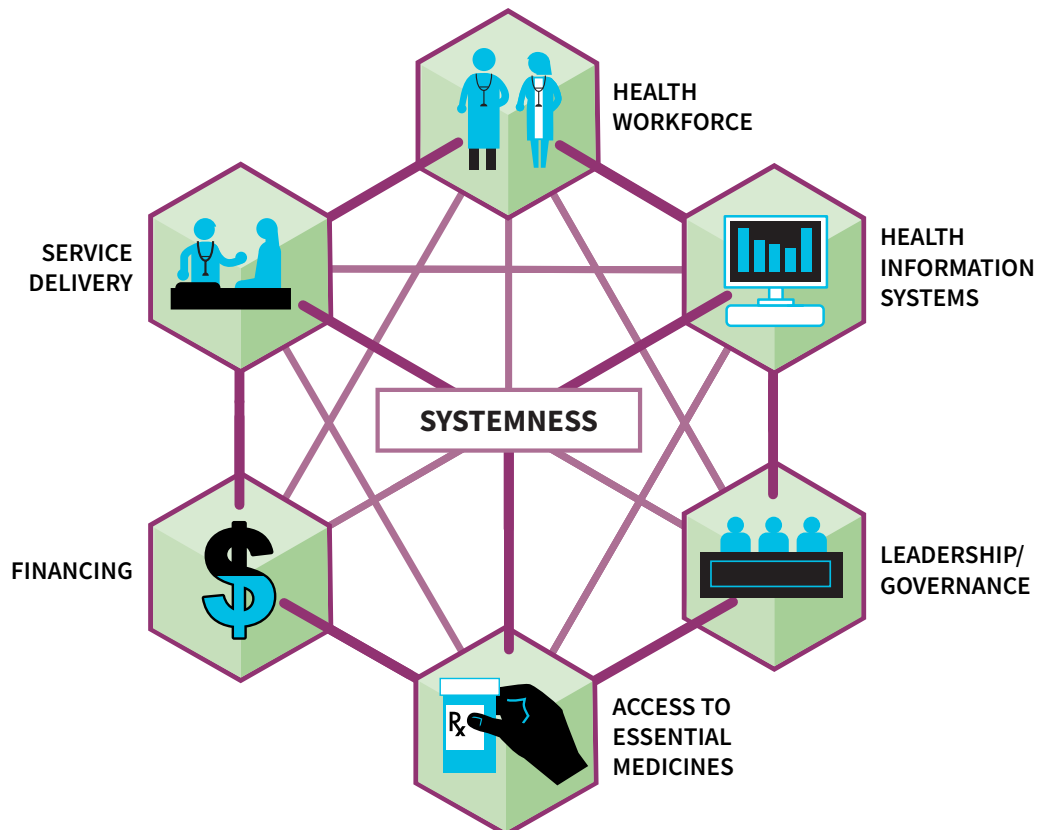 HEALTH
WORKFORCE
SERVICE
DELIVERY
HEALTH
INFORMATION
SYSTEMS
SYSTEMNESS
FINANCING
LEADERSHIP/
GOVERNANCE
Rx
ACCESS TO
ESSENTIAL
MEDICINES